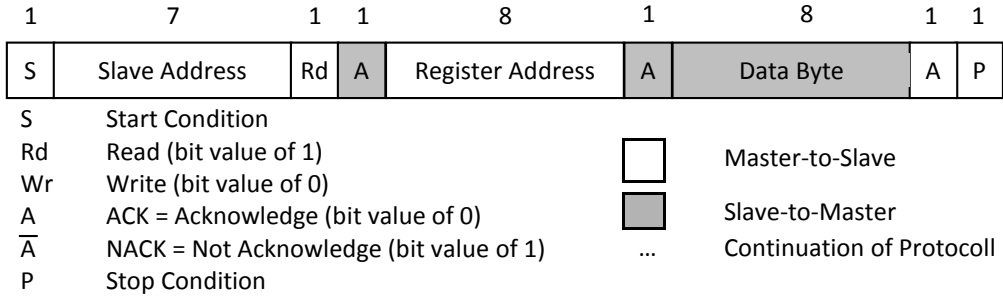 1 7 1 1 8 1 8 1 1
S Slave Address Rd A Register Address A Data Byte A P
S Start Condition
Rd Read (bit value of 1)
Wr Write (bit value of 0)
A ACK = Acknowledge (bit value of 0)
A̅ NACK = Not Acknowledge (bit value of 1)
P Stop Condition
Master-to-Slave
Slave-to-Master
... Continuation of Protocoll